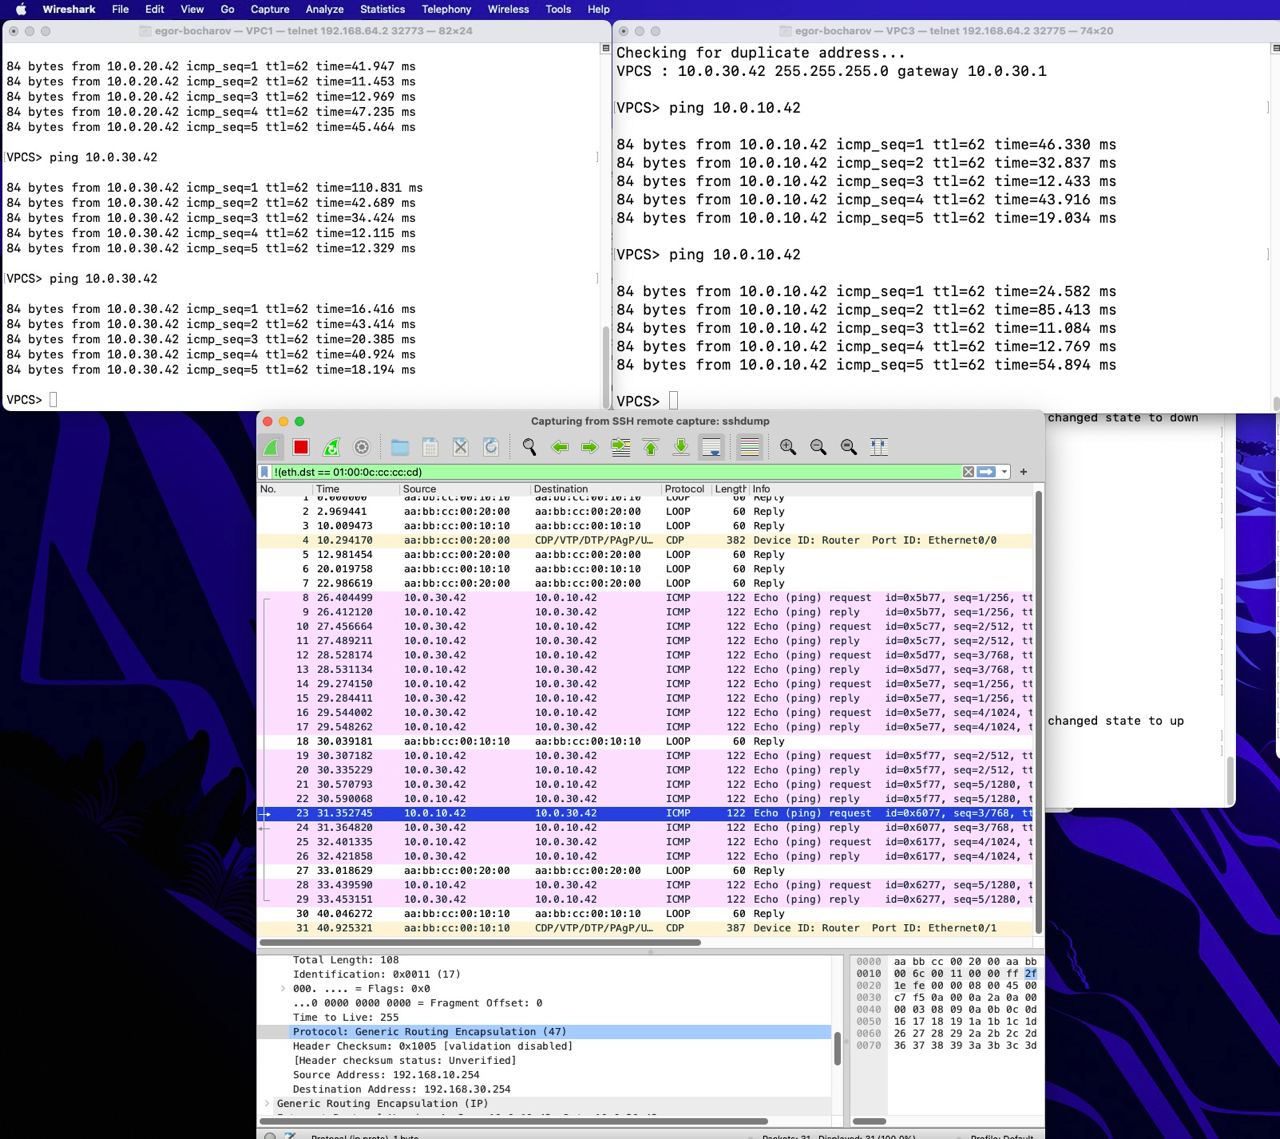 Wireshark File Edit View Go Capture Analyze Statistics Telephony Wireless Tools Help
egor-bocharov — VPC1 — telnet 192.168.64.2 32773 — 82×24
84 bytes from 10.0.20.42 icmp_seq=1 ttl=62 time=41.947 ms
84 bytes from 10.0.20.42 icmp_seq=2 ttl=62 time=11.453 ms
84 bytes from 10.0.20.42 icmp_seq=3 ttl=62 time=12.969 ms
84 bytes from 10.0.20.42 icmp_seq=4 ttl=62 time=47.235 ms
84 bytes from 10.0.20.42 icmp_seq=5 ttl=62 time=45.464 ms
VPCS> ping 10.0.30.42
84 bytes from 10.0.30.42 icmp_seq=1 ttl=62 time=110.831 ms
84 bytes from 10.0.30.42 icmp_seq=2 ttl=62 time=42.689 ms
84 bytes from 10.0.30.42 icmp_seq=3 ttl=62 time=34.424 ms
84 bytes from 10.0.30.42 icmp_seq=4 ttl=62 time=12.115 ms
84 bytes from 10.0.30.42 icmp_seq=5 ttl=62 time=12.329 ms
VPCS> ping 10.0.30.42
84 bytes from 10.0.30.42 icmp_seq=1 ttl=62 time=16.416 ms
84 bytes from 10.0.30.42 icmp_seq=2 ttl=62 time=43.414 ms
84 bytes from 10.0.30.42 icmp_seq=3 ttl=62 time=20.385 ms
84 bytes from 10.0.30.42 icmp_seq=4 ttl=62 time=40.924 ms
84 bytes from 10.0.30.42 icmp_seq=5 ttl=62 time=18.194 ms
VPCS>
egor-bocharov — VPC3 — telnet 192.168.64.2 32775 — 74×20
Checking for duplicate address...
VPCS : 10.0.30.42 255.255.255.0 gateway 10.0.30.1
VPCS> ping 10.0.10.42
84 bytes from 10.0.10.42 icmp_seq=1 ttl=62 time=46.330 ms
84 bytes from 10.0.10.42 icmp_seq=2 ttl=62 time=32.837 ms
84 bytes from 10.0.10.42 icmp_seq=3 ttl=62 time=12.433 ms
84 bytes from 10.0.10.42 icmp_seq=4 ttl=62 time=43.916 ms
84 bytes from 10.0.10.42 icmp_seq=5 ttl=62 time=19.034 ms
VPCS> ping 10.0.10.42
84 bytes from 10.0.10.42 icmp_seq=1 ttl=62 time=24.582 ms
84 bytes from 10.0.10.42 icmp_seq=2 ttl=62 time=85.413 ms
84 bytes from 10.0.10.42 icmp_seq=3 ttl=62 time=11.084 ms
84 bytes from 10.0.10.42 icmp_seq=4 ttl=62 time=12.769 ms
84 bytes from 10.0.10.42 icmp_seq=5 ttl=62 time=54.894 ms
VPCS>
changed state to down
changed state to up
Capturing from SSH remote capture: sshdump
!(eth.dst == 01:00:0c:cc:cc:cd)
No. Time Source Destination Protocol Length Info
1 0.000000 aa:bb:cc:00:10:10 aa:bb:cc:00:10:10 LOOP 60 Reply
2 2.969441 aa:bb:cc:00:20:00 aa:bb:cc:00:20:00 LOOP 60 Reply
3 10.009473 aa:bb:cc:00:10:10 aa:bb:cc:00:10:10 LOOP 60 Reply
4 10.294170 aa:bb:cc:00:20:00 CDP/VTP/DTP/PAgP/U… CDP 382 Device ID: Router Port ID: Ethernet0/0
5 12.981454 aa:bb:cc:00:20:00 aa:bb:cc:00:20:00 LOOP 60 Reply
6 20.019758 aa:bb:cc:00:10:10 aa:bb:cc:00:10:10 LOOP 60 Reply
7 22.986619 aa:bb:cc:00:20:00 aa:bb:cc:00:20:00 LOOP 60 Reply
8 26.404499 10.0.30.42 10.0.10.42 ICMP 122 Echo (ping) request id=0x5b77, seq=1/256, tt
9 26.412120 10.0.10.42 10.0.30.42 ICMP 122 Echo (ping) reply id=0x5b77, seq=1/256, tt
10 27.456664 10.0.30.42 10.0.10.42 ICMP 122 Echo (ping) request id=0x5c77, seq=2/512, tt
11 27.489211 10.0.10.42 10.0.30.42 ICMP 122 Echo (ping) reply id=0x5c77, seq=2/512, tt
12 28.528174 10.0.30.42 10.0.10.42 ICMP 122 Echo (ping) request id=0x5d77, seq=3/768, tt
13 28.531134 10.0.10.42 10.0.30.42 ICMP 122 Echo (ping) reply id=0x5d77, seq=3/768, tt
14 29.274150 10.0.10.42 10.0.30.42 ICMP 122 Echo (ping) request id=0x5e77, seq=1/256, tt
15 29.284411 10.0.30.42 10.0.10.42 ICMP 122 Echo (ping) reply id=0x5e77, seq=1/256, tt
16 29.544002 10.0.30.42 10.0.10.42 ICMP 122 Echo (ping) request id=0x5e77, seq=4/1024, t
17 29.548262 10.0.10.42 10.0.30.42 ICMP 122 Echo (ping) reply id=0x5e77, seq=4/1024, t
18 30.039181 aa:bb:cc:00:10:10 aa:bb:cc:00:10:10 LOOP 60 Reply
19 30.307182 10.0.10.42 10.0.30.42 ICMP 122 Echo (ping) request id=0x5f77, seq=2/512, tt
20 30.335229 10.0.30.42 10.0.10.42 ICMP 122 Echo (ping) reply id=0x5f77, seq=2/512, tt
21 30.570793 10.0.30.42 10.0.10.42 ICMP 122 Echo (ping) request id=0x5f77, seq=5/1280, t
22 30.590068 10.0.10.42 10.0.30.42 ICMP 122 Echo (ping) reply id=0x5f77, seq=5/1280, t
23 31.352745 10.0.10.42 10.0.30.42 ICMP 122 Echo (ping) request id=0x6077, seq=3/768, tt
24 31.364820 10.0.30.42 10.0.10.42 ICMP 122 Echo (ping) reply id=0x6077, seq=3/768, tt
25 32.401335 10.0.10.42 10.0.30.42 ICMP 122 Echo (ping) request id=0x6177, seq=4/1024, t
26 32.421858 10.0.30.42 10.0.10.42 ICMP 122 Echo (ping) reply id=0x6177, seq=4/1024, t
27 33.018629 aa:bb:cc:00:20:00 aa:bb:cc:00:20:00 LOOP 60 Reply
28 33.439590 10.0.10.42 10.0.30.42 ICMP 122 Echo (ping) request id=0x6277, seq=5/1280, t
29 33.453151 10.0.30.42 10.0.10.42 ICMP 122 Echo (ping) reply id=0x6277, seq=5/1280, t
30 40.046272 aa:bb:cc:00:10:10 aa:bb:cc:00:10:10 LOOP 60 Reply
31 40.925321 aa:bb:cc:00:10:10 CDP/VTP/DTP/PAgP/U… CDP 387 Device ID: Router Port ID: Ethernet0/1
Total Length: 108
Identification: 0x0011 (17)
000. .... = Flags: 0x0
...0 0000 0000 0000 = Fragment Offset: 0
Time to Live: 255
Protocol: Generic Routing Encapsulation (47)
Header Checksum: 0x1005 [validation disabled]
[Header checksum status: Unverified]
Source Address: 192.168.10.254
Destination Address: 192.168.30.254
Generic Routing Encapsulation (IP)
0000 aa bb cc 00 20 00 aa bb
0010 00 6c 00 11 00 00 ff 2f
0020 1e fe 00 00 08 00 45 00
0030 c7 f5 0a 00 0a 2a 0a 00
0040 00 03 08 09 0a 0b 0c 0d
0050 16 17 18 19 1a 1b 1c 1d
0060 26 27 28 29 2a 2b 2c 2d
0070 36 37 38 39 3a 3b 3c 3d
Protocol (ip.proto), 1 byte
Packets: 31 · Displayed: 31 (100.0%)
Profile: Default